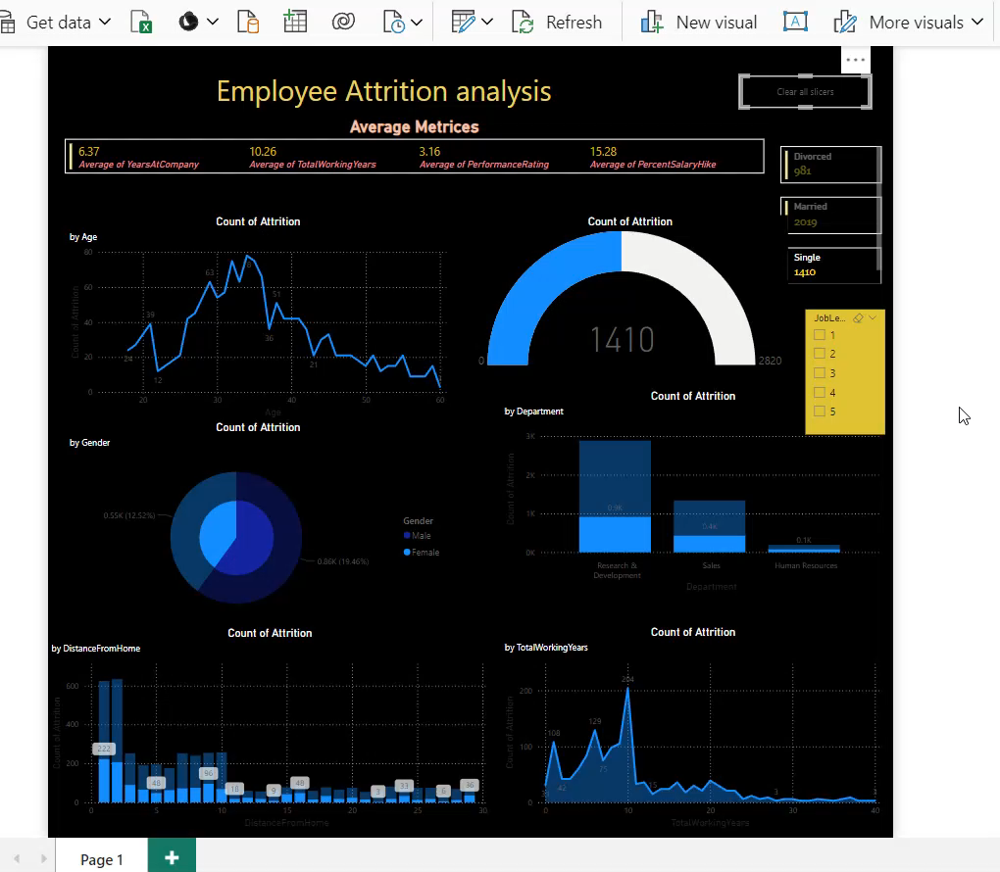 Get data
Refresh
New visual
A
More visuals
Employee Attrition analysis
Clear all slicers
Average Metrices
6.37 10.26 3.16 15.28
Average of YearsAtCompany Average of TotalWorkingYears Average of PerformanceRating Average of PercentSalaryHike
Divorced
981
Married
2019
Single
1410
Count of Attrition
by Age
80
60
40
20
0
Count of Attrition
24
39
12
63
36
51
21
20 30 40 50 60
Age
Count of Attrition
1410
0
2820
JobLe...
1
2
3
4
5
Count of Attrition
by Gender
0.55K (12.52%)
0.86K (19.46%)
Gender
Male
Female
Count of Attrition
by Department
3K
2K
1K
0K
Count of Attrition
0.9K
0.4K
0.1K
Research &
Development
Sales
Human Resources
Department
Count of Attrition
by DistanceFromHome
600
400
200
0
Count of Attrition
222
48
96
18
9
48
3
33
6
36
0 5 10 15 20 25 30
DistanceFromHome
Count of Attrition
by TotalWorkingYears
200
100
0
Count of Attrition
108
42
129
75
204
3
0 10 20 30 40
TotalWorkingYears
Page 1